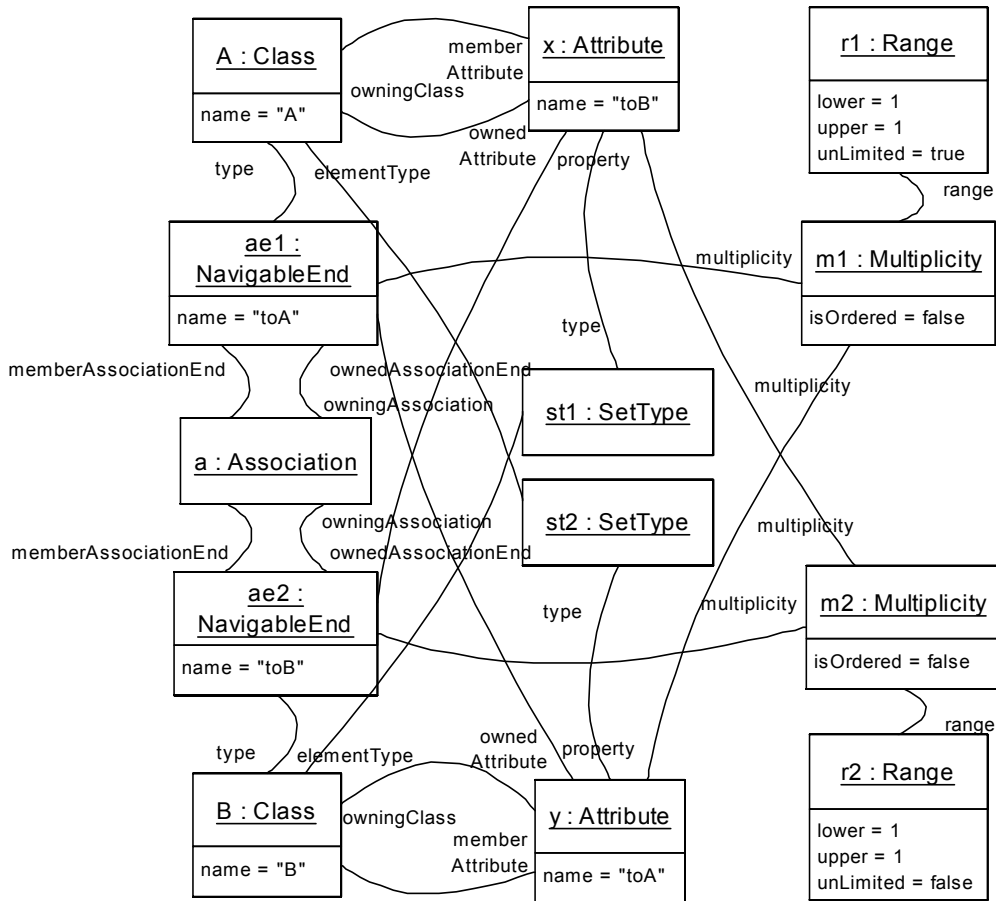 A : Class
name = "A"
member
Attribute
owningClass
owned
Attribute
x : Attribute
name = "toB"
r1 : Range
lower = 1
upper = 1
unLimited = true
type
elementType
property
range
ae1 :
NavigableEnd
name = "toA"
multiplicity
m1 : Multiplicity
isOrdered = false
type
memberAssociationEnd
ownedAssociationEnd
owningAssociation
st1 : SetType
multiplicity
a : Association
st2 : SetType
owningAssociation
memberAssociationEnd
ownedAssociationEnd
multiplicity
ae2 :
NavigableEnd
name = "toB"
type
multiplicity
m2 : Multiplicity
isOrdered = false
type
elementType
owned
Attribute
property
range
B : Class
name = "B"
owningClass
member
Attribute
y : Attribute
name = "toA"
r2 : Range
lower = 1
upper = 1
unLimited = false